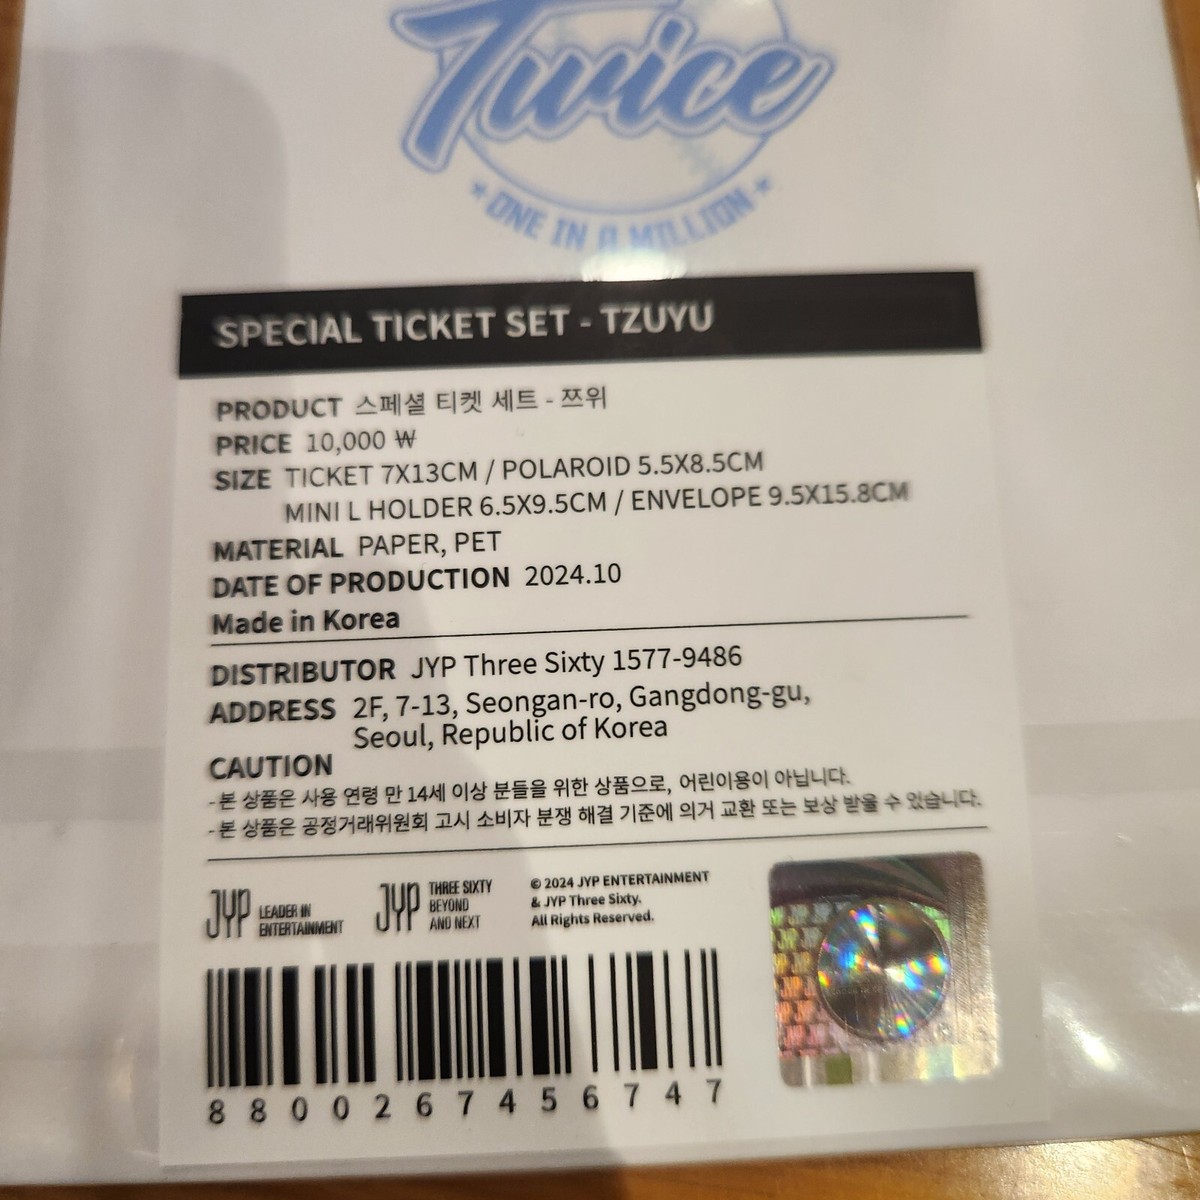 Twice
ONE IN A MILLION
SPECIAL TICKET SET - TZUYU
PRODUCT 스페셜 티켓 세트 - 쯔위
PRICE 10,000 ₩
SIZE TICKET 7X13CM / POLAROID 5.5X8.5CM
MINI L HOLDER 6.5X9.5CM / ENVELOPE 9.5X15.8CM
MATERIAL PAPER, PET
DATE OF PRODUCTION 2024.10
Made in Korea
DISTRIBUTOR JYP Three Sixty 1577-9486
ADDRESS 2F, 7-13, Seongan-ro, Gangdong-gu,
Seoul, Republic of Korea
CAUTION
- 본 상품은 사용 연령 만 14세 이상 분들을 위한 상품으로, 어린이용이 아닙니다.
- 본 상품은 공정거래위원회 고시 소비자 분쟁 해결 기준에 의거 교환 또는 보상 받을 수 있습니다.
JYP LEADER IN
ENTERTAINMENT
JYP THREE SIXTY
BEYOND
AND NEXT
© 2024 JYP ENTERTAINMENT
& JYP Three Sixty.
All Rights Reserved.
8800267456747